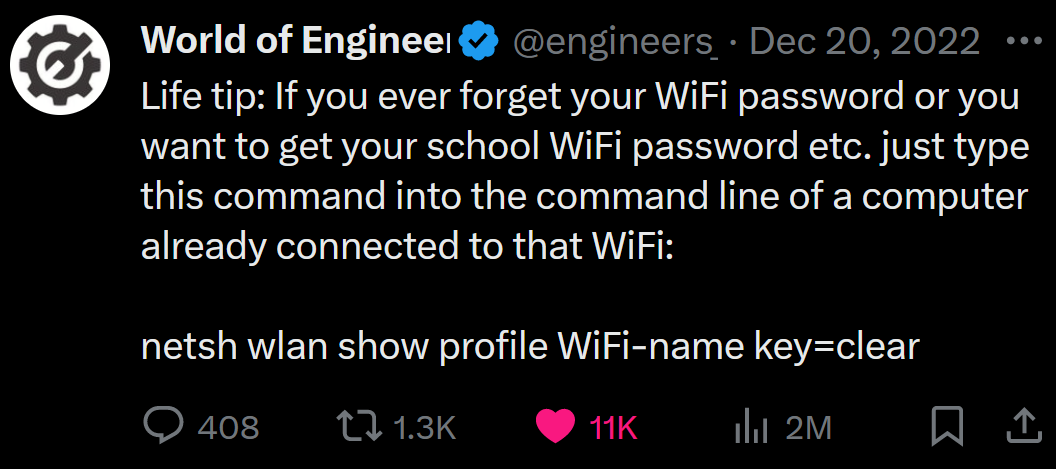 World of Engineer @engineers_ · Dec 20, 2022 ···
Life tip: If you ever forget your WiFi password or you
want to get your school WiFi password etc. just type
this command into the command line of a computer
already connected to that WiFi:
netsh wlan show profile WiFi-name key=clear
408 1.3K 11K 2M